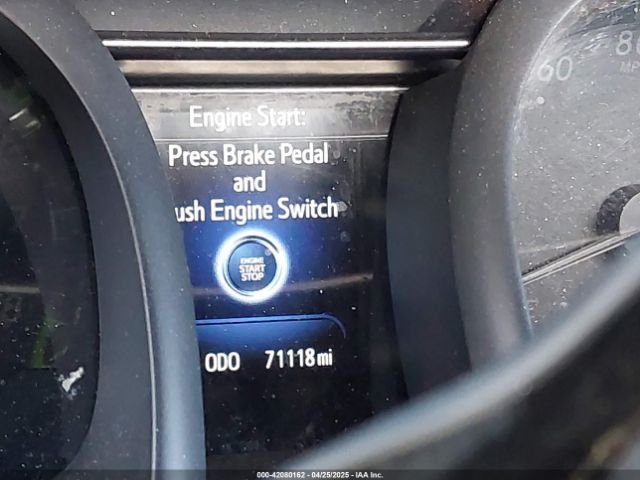 Engine Start:
Press Brake Pedal
and
ush Engine Switch
ENGINE
START
STOP
ODO 71118 mi
60
000-42080162 - 04/25/2025 - IAA Inc.